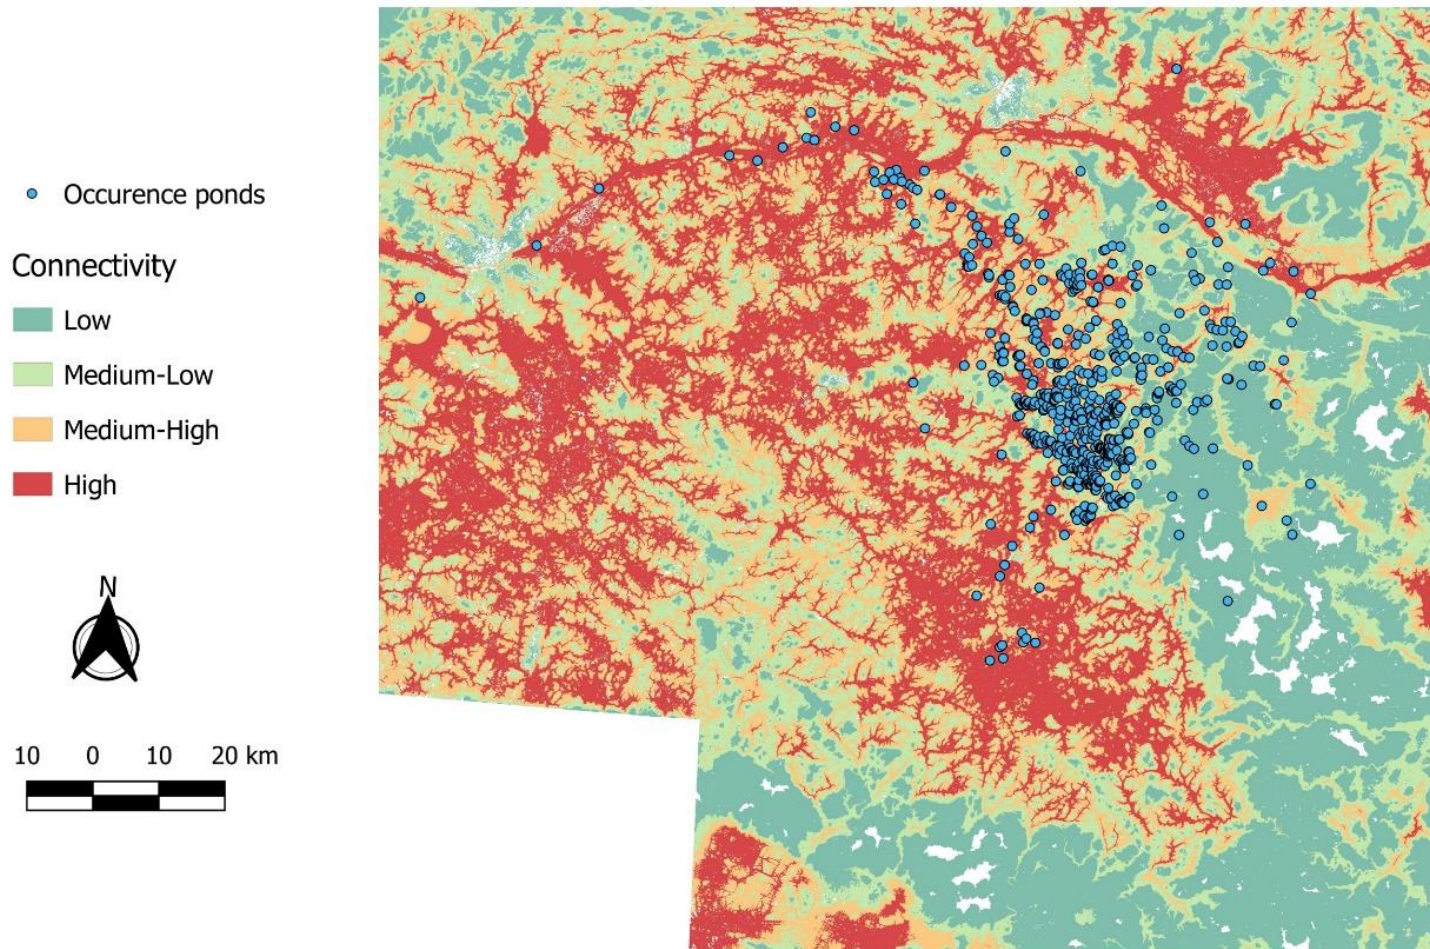 Occurence ponds
Connectivity
Low
Medium-Low
Medium-High
High
N
10 0 10 20 km